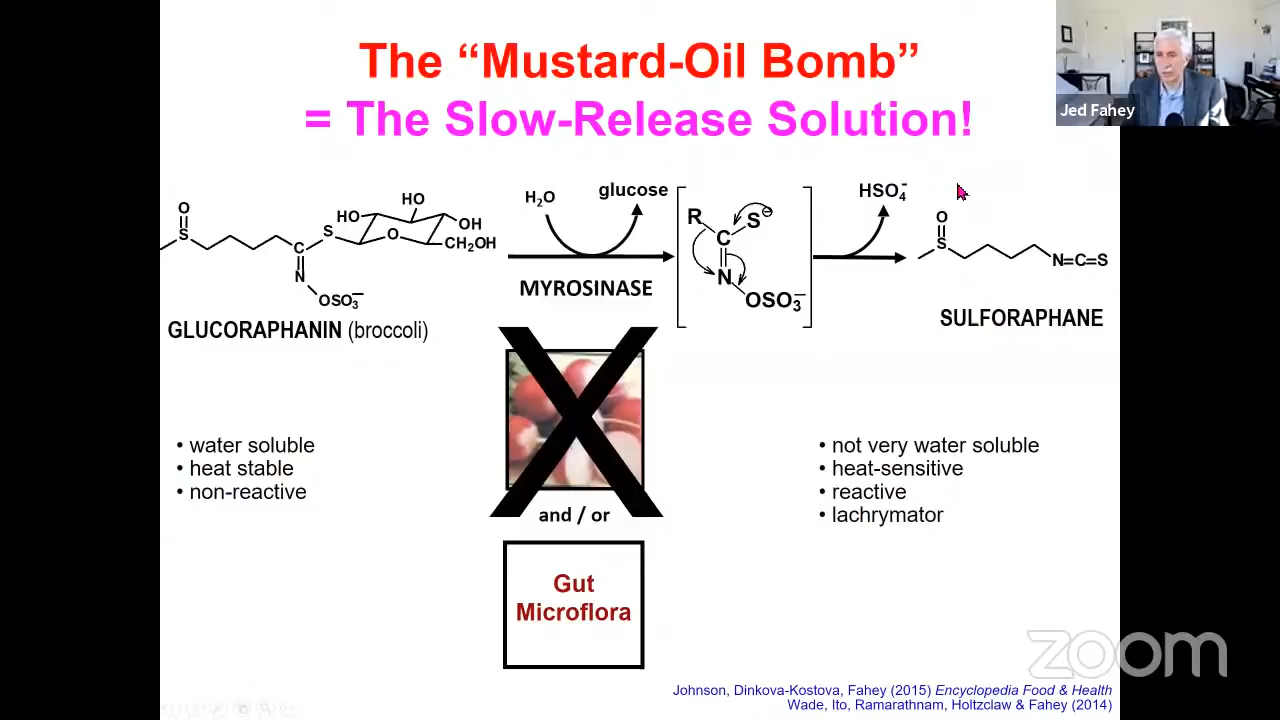 The “Mustard-Oil Bomb”
= The Slow-Release Solution!
Jed Fahey
O
S
HO
HO
OH
O
S
CH₂OH
C
N
OSO₃⁻
GLUCORAPHANIN (broccoli)
H₂O
glucose
MYROSINASE
R
S⊖
C
N
OSO₃⁻
HSO₄⁻
O
S
N=C=S
SULFORAPHANE
• water soluble
• heat stable
• non-reactive
and / or
Gut
Microflora
• not very water soluble
• heat-sensitive
• reactive
• lachrymator
zoom
Johnson, Dinkova-Kostova, Fahey (2015) Encyclopedia Food & Health
Wade, Ito, Ramarathnam, Holtzclaw & Fahey (2014)